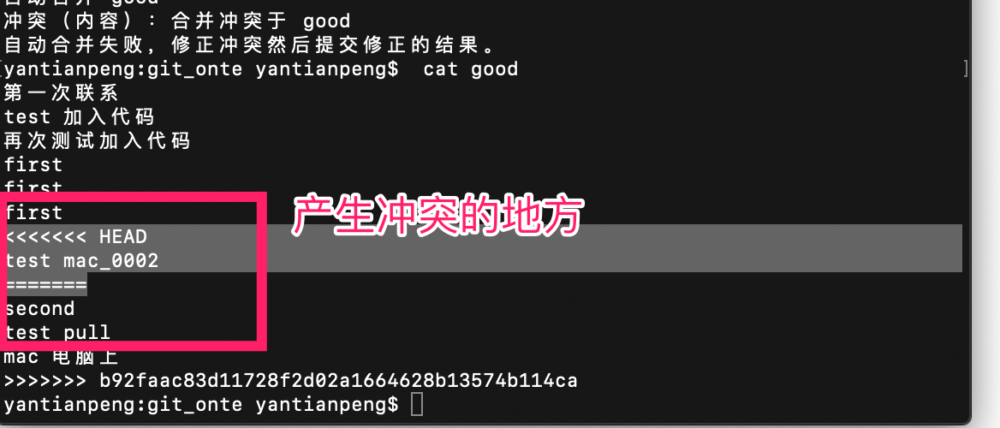 自动合并 good
冲突（内容）：合并冲突于 good
自动合并失败，修正冲突然后提交修正的结果。
[yantianpeng:git_onte yantianpeng$  cat good ]
第一次联系
test 加入代码
再次测试加入代码
first
first
first
产生冲突的地方
<<<<<<< HEAD
test mac_0002
=======
second
test pull
mac 电脑上
>>>>>>> b92faac83d11728f2d02a1664628b13574b114ca
yantianpeng:git_onte yantianpeng$